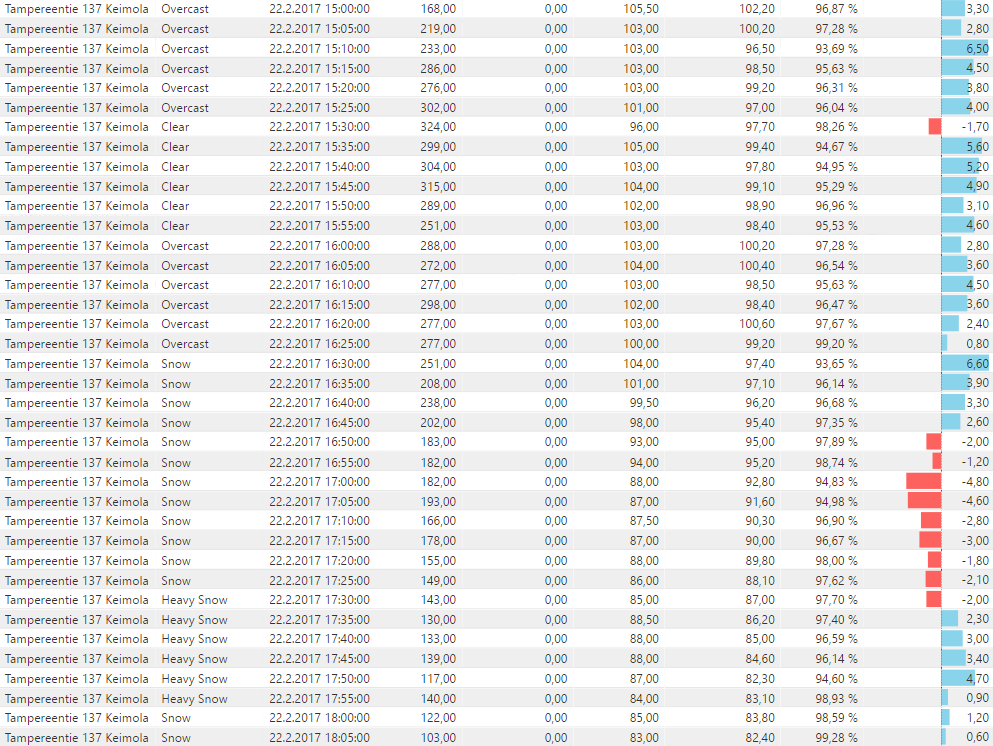 Tampereentie 137 Keimola Overcast 22.2.2017 15:00:00 168,00 0,00 105,50 102,20 96,87 % 3,30
Tampereentie 137 Keimola Overcast 22.2.2017 15:05:00 219,00 0,00 103,00 100,20 97,28 % 2,80
Tampereentie 137 Keimola Overcast 22.2.2017 15:10:00 233,00 0,00 103,00 96,50 93,69 % 6,50
Tampereentie 137 Keimola Overcast 22.2.2017 15:15:00 286,00 0,00 103,00 98,50 95,63 % 4,50
Tampereentie 137 Keimola Overcast 22.2.2017 15:20:00 276,00 0,00 103,00 99,20 96,31 % 3,80
Tampereentie 137 Keimola Overcast 22.2.2017 15:25:00 302,00 0,00 101,00 97,00 96,04 % 4,00
Tampereentie 137 Keimola Clear 22.2.2017 15:30:00 324,00 0,00 96,00 97,70 98,26 % -1,70
Tampereentie 137 Keimola Clear 22.2.2017 15:35:00 299,00 0,00 105,00 99,40 94,67 % 5,60
Tampereentie 137 Keimola Clear 22.2.2017 15:40:00 304,00 0,00 103,00 97,80 94,95 % 5,20
Tampereentie 137 Keimola Clear 22.2.2017 15:45:00 315,00 0,00 104,00 99,10 95,29 % 4,90
Tampereentie 137 Keimola Clear 22.2.2017 15:50:00 289,00 0,00 102,00 98,90 96,96 % 3,10
Tampereentie 137 Keimola Clear 22.2.2017 15:55:00 251,00 0,00 103,00 98,40 95,53 % 4,60
Tampereentie 137 Keimola Overcast 22.2.2017 16:00:00 288,00 0,00 103,00 100,20 97,28 % 2,80
Tampereentie 137 Keimola Overcast 22.2.2017 16:05:00 272,00 0,00 104,00 100,40 96,54 % 3,60
Tampereentie 137 Keimola Overcast 22.2.2017 16:10:00 277,00 0,00 103,00 98,50 95,63 % 4,50
Tampereentie 137 Keimola Overcast 22.2.2017 16:15:00 298,00 0,00 102,00 98,40 96,47 % 3,60
Tampereentie 137 Keimola Overcast 22.2.2017 16:20:00 277,00 0,00 103,00 100,60 97,67 % 2,40
Tampereentie 137 Keimola Overcast 22.2.2017 16:25:00 277,00 0,00 100,00 99,20 99,20 % 0,80
Tampereentie 137 Keimola Snow 22.2.2017 16:30:00 251,00 0,00 104,00 97,40 93,65 % 6,60
Tampereentie 137 Keimola Snow 22.2.2017 16:35:00 208,00 0,00 101,00 97,10 96,14 % 3,90
Tampereentie 137 Keimola Snow 22.2.2017 16:40:00 238,00 0,00 99,50 96,20 96,68 % 3,30
Tampereentie 137 Keimola Snow 22.2.2017 16:45:00 202,00 0,00 98,00 95,40 97,35 % 2,60
Tampereentie 137 Keimola Snow 22.2.2017 16:50:00 183,00 0,00 93,00 95,00 97,89 % -2,00
Tampereentie 137 Keimola Snow 22.2.2017 16:55:00 182,00 0,00 94,00 95,20 98,74 % -1,20
Tampereentie 137 Keimola Snow 22.2.2017 17:00:00 182,00 0,00 88,00 92,80 94,83 % -4,80
Tampereentie 137 Keimola Snow 22.2.2017 17:05:00 193,00 0,00 87,00 91,60 94,98 % -4,60
Tampereentie 137 Keimola Snow 22.2.2017 17:10:00 166,00 0,00 87,50 90,30 96,90 % -2,80
Tampereentie 137 Keimola Snow 22.2.2017 17:15:00 178,00 0,00 87,00 90,00 96,67 % -3,00
Tampereentie 137 Keimola Snow 22.2.2017 17:20:00 155,00 0,00 88,00 89,80 98,00 % -1,80
Tampereentie 137 Keimola Snow 22.2.2017 17:25:00 149,00 0,00 86,00 88,10 97,62 % -2,10
Tampereentie 137 Keimola Heavy Snow 22.2.2017 17:30:00 143,00 0,00 85,00 87,00 97,70 % -2,00
Tampereentie 137 Keimola Heavy Snow 22.2.2017 17:35:00 130,00 0,00 88,50 86,20 97,40 % 2,30
Tampereentie 137 Keimola Heavy Snow 22.2.2017 17:40:00 133,00 0,00 88,00 85,00 96,59 % 3,00
Tampereentie 137 Keimola Heavy Snow 22.2.2017 17:45:00 139,00 0,00 88,00 84,60 96,14 % 3,40
Tampereentie 137 Keimola Heavy Snow 22.2.2017 17:50:00 117,00 0,00 87,00 82,30 94,60 % 4,70
Tampereentie 137 Keimola Heavy Snow 22.2.2017 17:55:00 140,00 0,00 84,00 83,10 98,93 % 0,90
Tampereentie 137 Keimola Snow 22.2.2017 18:00:00 122,00 0,00 85,00 83,80 98,59 % 1,20
Tampereentie 137 Keimola Snow 22.2.2017 18:05:00 103,00 0,00 83,00 82,40 99,28 % 0,60